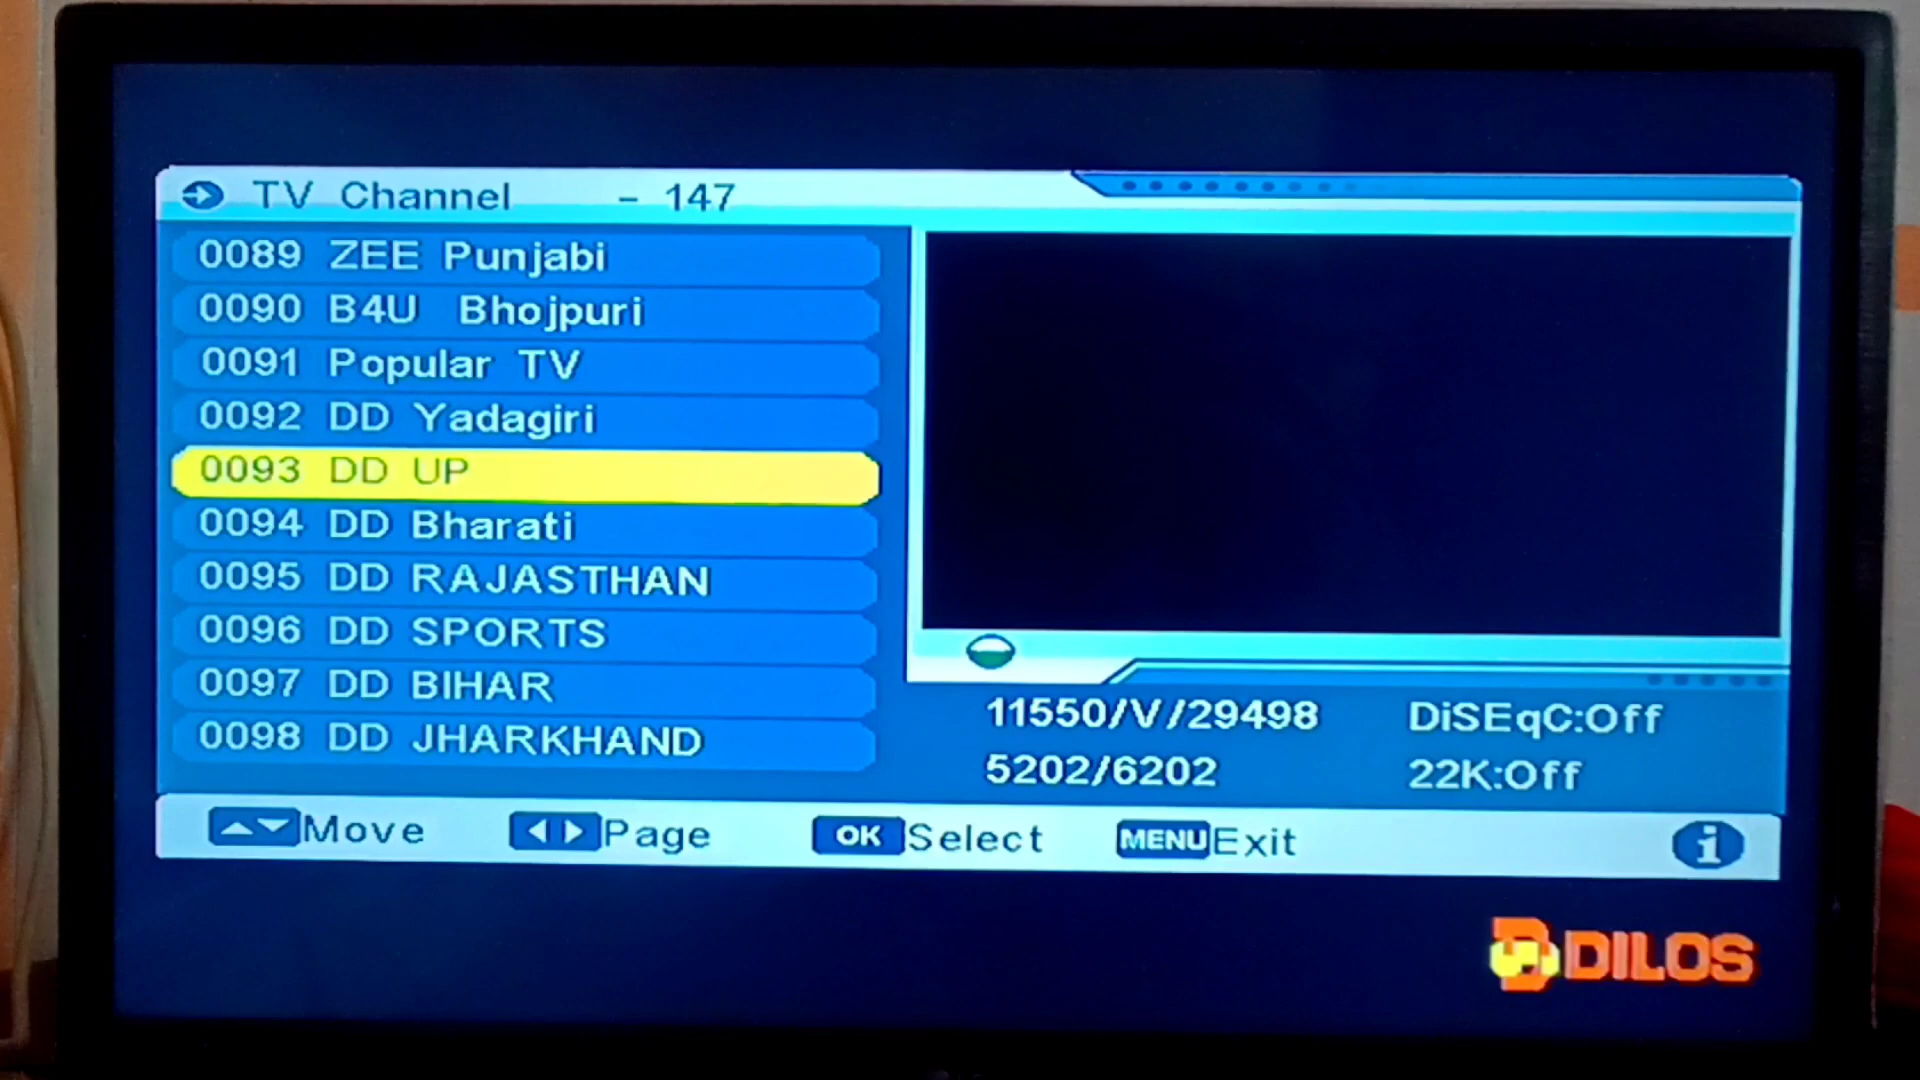 TV Channel - 147
0089 ZEE Punjabi
0090 B4U Bhojpuri
0091 Popular TV
0092 DD Yadagiri
0093 DD UP
0094 DD Bharati
0095 DD RAJASTHAN
0096 DD SPORTS
0097 DD BIHAR
0098 DD JHARKHAND
11550/V/29498 DiSEqC:Off
5202/6202 22K:Off
Move Page OK Select MENU Exit i
DILOS